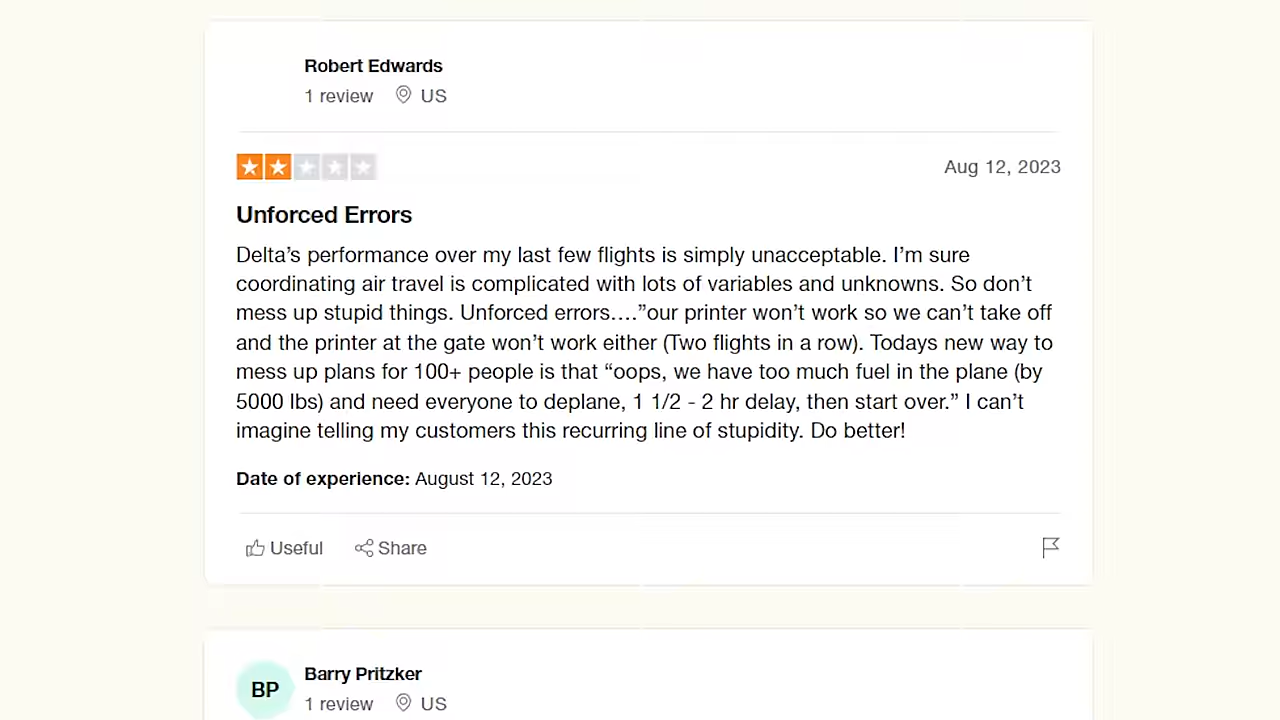 Robert Edwards
1 review US
Aug 12, 2023
Unforced Errors
Delta’s performance over my last few flights is simply unacceptable. I’m sure
coordinating air travel is complicated with lots of variables and unknowns. So don’t
mess up stupid things. Unforced errors....”our printer won’t work so we can’t take off
and the printer at the gate won’t work either (Two flights in a row). Todays new way to
mess up plans for 100+ people is that “oops, we have too much fuel in the plane (by
5000 lbs) and need everyone to deplane, 1 1/2 - 2 hr delay, then start over.” I can’t
imagine telling my customers this recurring line of stupidity. Do better!
Date of experience: August 12, 2023
Useful Share
BP
Barry Pritzker
1 review US